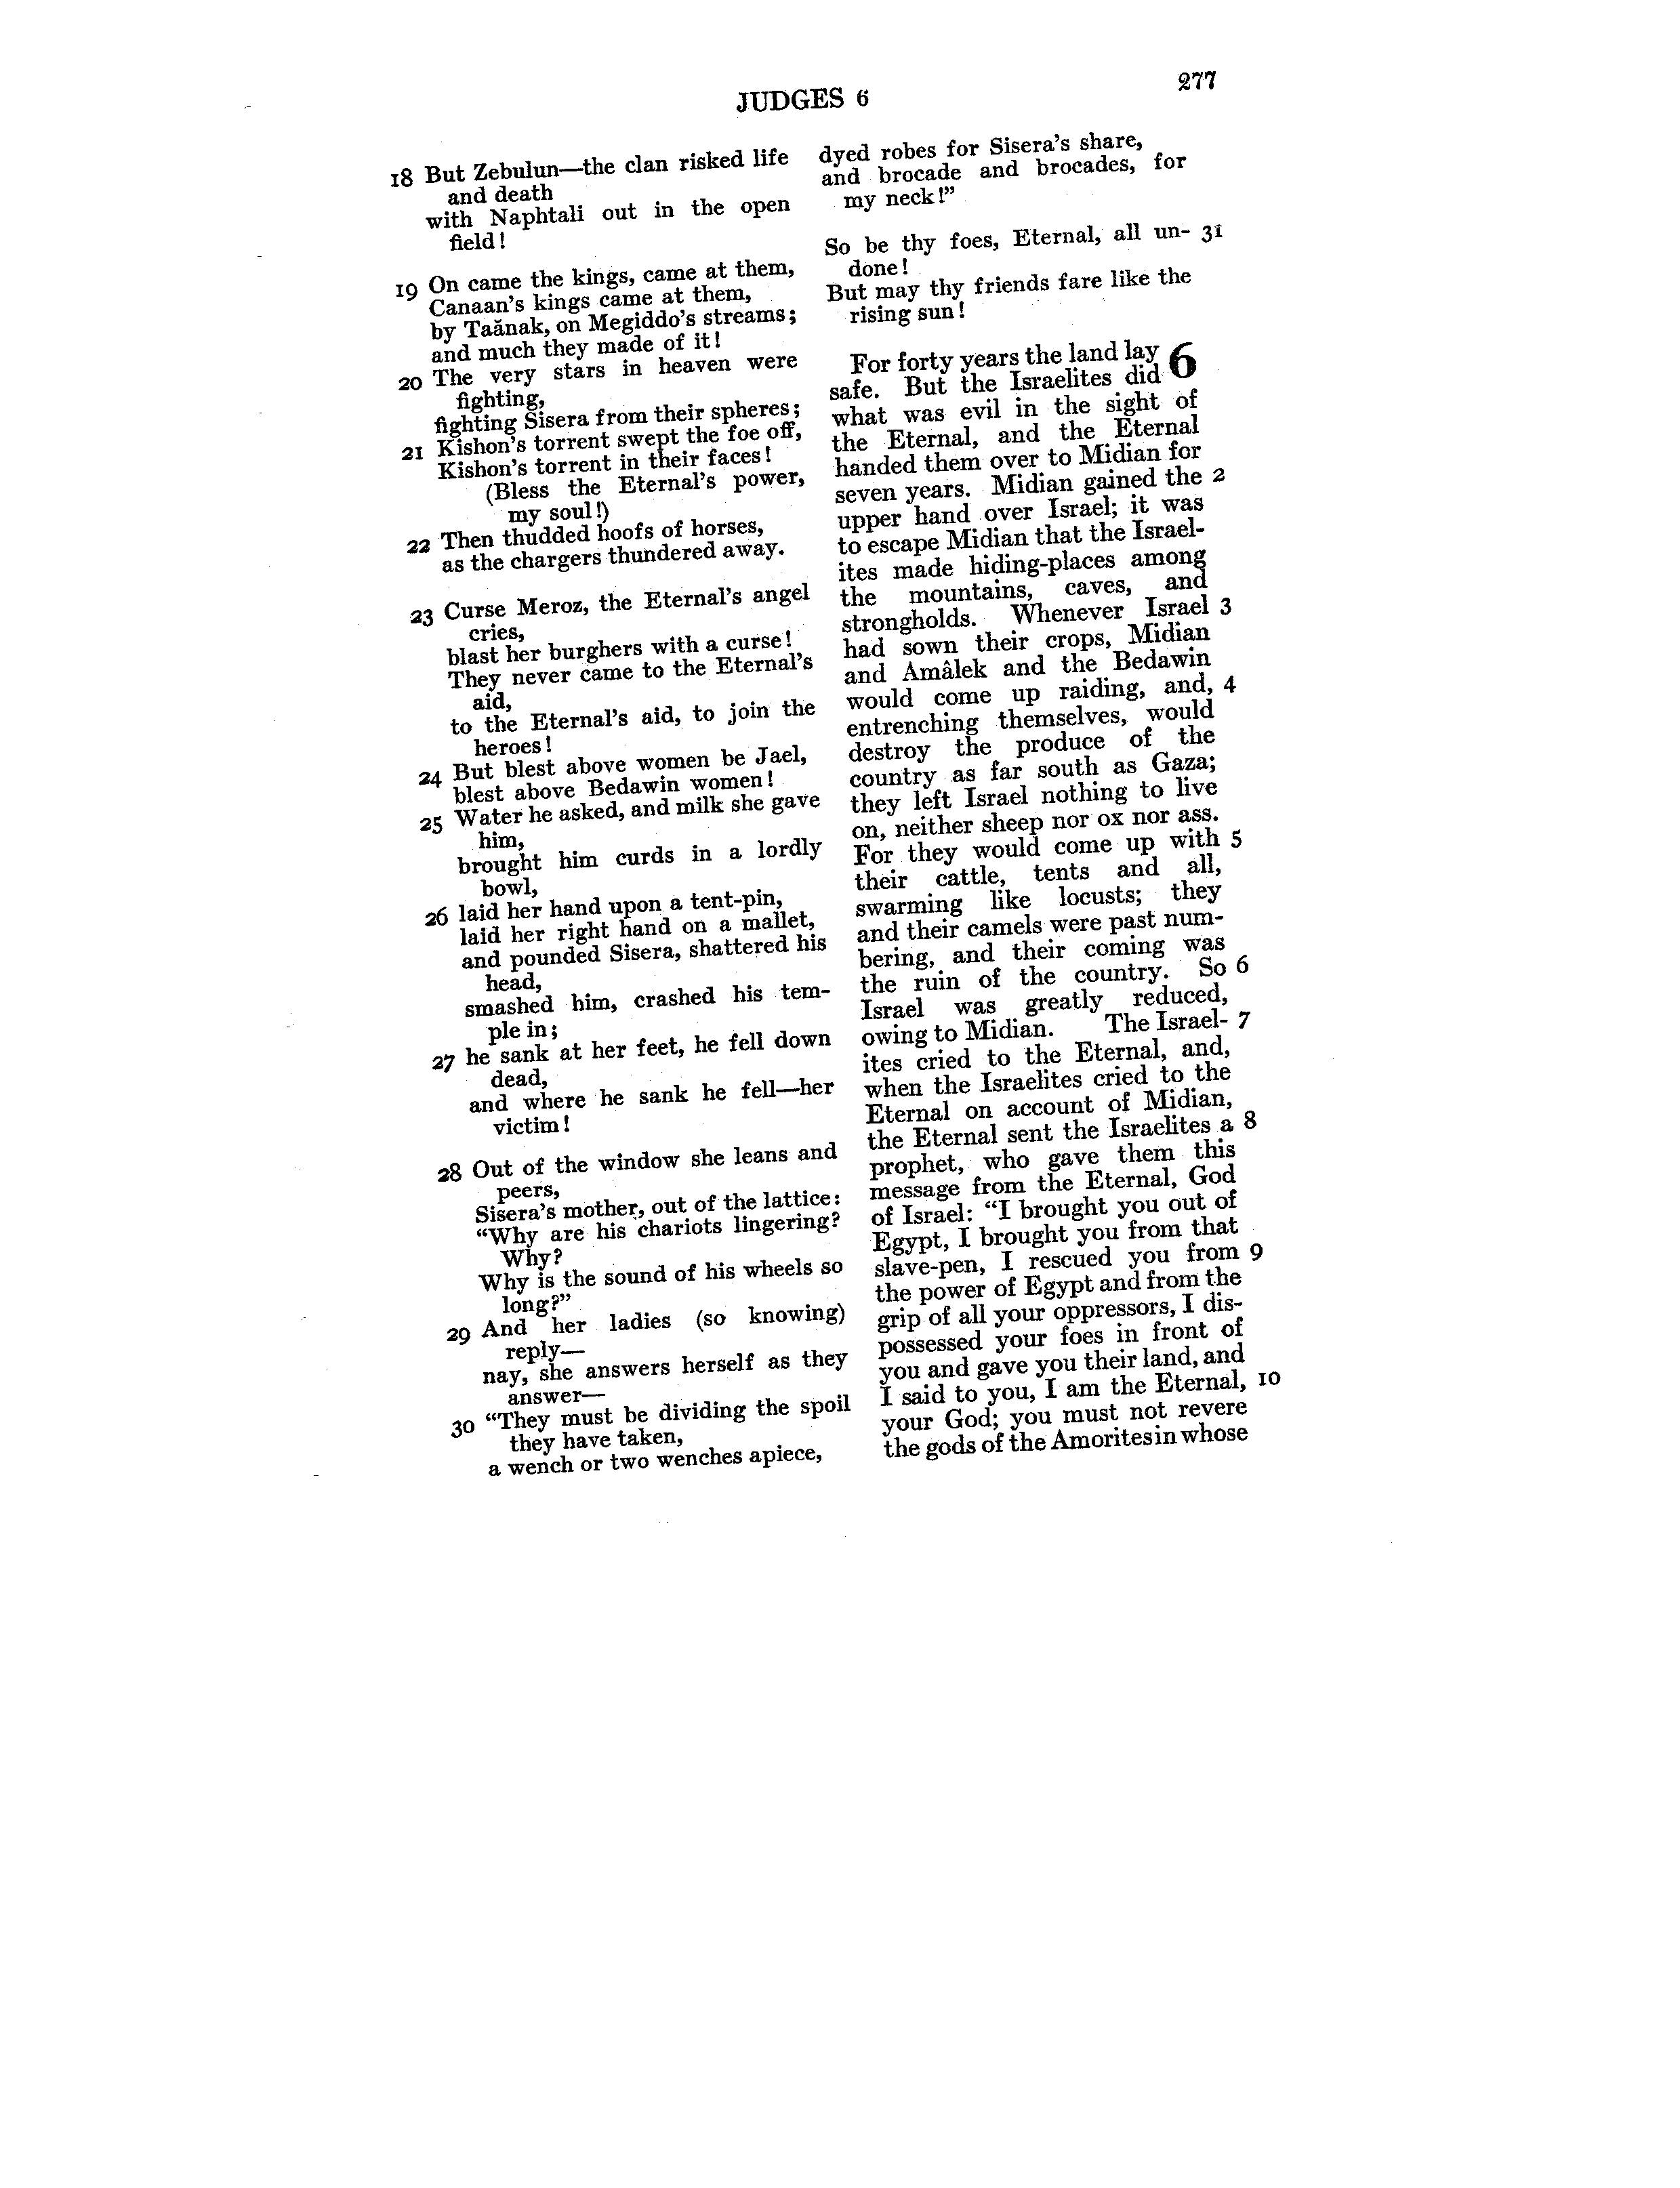 JUDGES 6
277
18 But Zebulun—the clan risked life
and death
with Naphtali out in the open
field!
19 On came the kings, came at them,
Canaan's kings came at them,
by Taănak, on Megiddo's streams;
and much they made of it!
20 The very stars in heaven were
fighting,
fighting Sisera from their spheres;
21 Kishon's torrent swept the foe off,
Kishon's torrent in their faces!
(Bless the Eternal's power,
my soul!)
22 Then thudded hoofs of horses,
as the chargers thundered away.
23 Curse Meroz, the Eternal's angel
cries,
blast her burghers with a curse!
They never came to the Eternal's
aid,
to the Eternal's aid, to join the
heroes!
24 But blest above women be Jael,
blest above Bedawin women!
25 Water he asked, and milk she gave
him,
brought him curds in a lordly
bowl,
26 laid her hand upon a tent-pin,
laid her right hand on a mallet,
and pounded Sisera, shattered his
head,
smashed him, crashed his tem-
ple in;
27 he sank at her feet, he fell down
dead,
and where he sank he fell—her
victim!
28 Out of the window she leans and
peers,
Sisera's mother, out of the lattice:
"Why are his chariots lingering?
Why?
Why is the sound of his wheels so
long?"
29 And her ladies (so knowing)
reply—
nay, she answers herself as they
answer—
30 "They must be dividing the spoil
they have taken,
a wench or two wenches apiece,
dyed robes for Sisera's share,
and brocade and brocades, for
my neck!"
So be thy foes, Eternal, all un- 31
done!
But may thy friends fare like the
rising sun!
For forty years the land lay 6
safe. But the Israelites did
what was evil in the sight of
the Eternal, and the Eternal
handed them over to Midian for
seven years. Midian gained the 2
upper hand over Israel; it was
to escape Midian that the Israel-
ites made hiding-places among
the mountains, caves, and
strongholds. Whenever Israel 3
had sown their crops, Midian
and Amâlek and the Bedawin
would come up raiding, and, 4
entrenching themselves, would
destroy the produce of the
country as far south as Gaza;
they left Israel nothing to live
on, neither sheep nor ox nor ass.
For they would come up with 5
their cattle, tents and all,
swarming like locusts; they
and their camels were past num-
bering, and their coming was
the ruin of the country. So 6
Israel was greatly reduced,
owing to Midian. The Israel- 7
ites cried to the Eternal, and,
when the Israelites cried to the
Eternal on account of Midian,
the Eternal sent the Israelites a 8
prophet, who gave them this
message from the Eternal, God
of Israel: "I brought you out of
Egypt, I brought you from that
slave-pen, I rescued you from 9
the power of Egypt and from the
grip of all your oppressors, I dis-
possessed your foes in front of
you and gave you their land, and
I said to you, I am the Eternal, 10
your God; you must not revere
the gods of the Amorites in whose